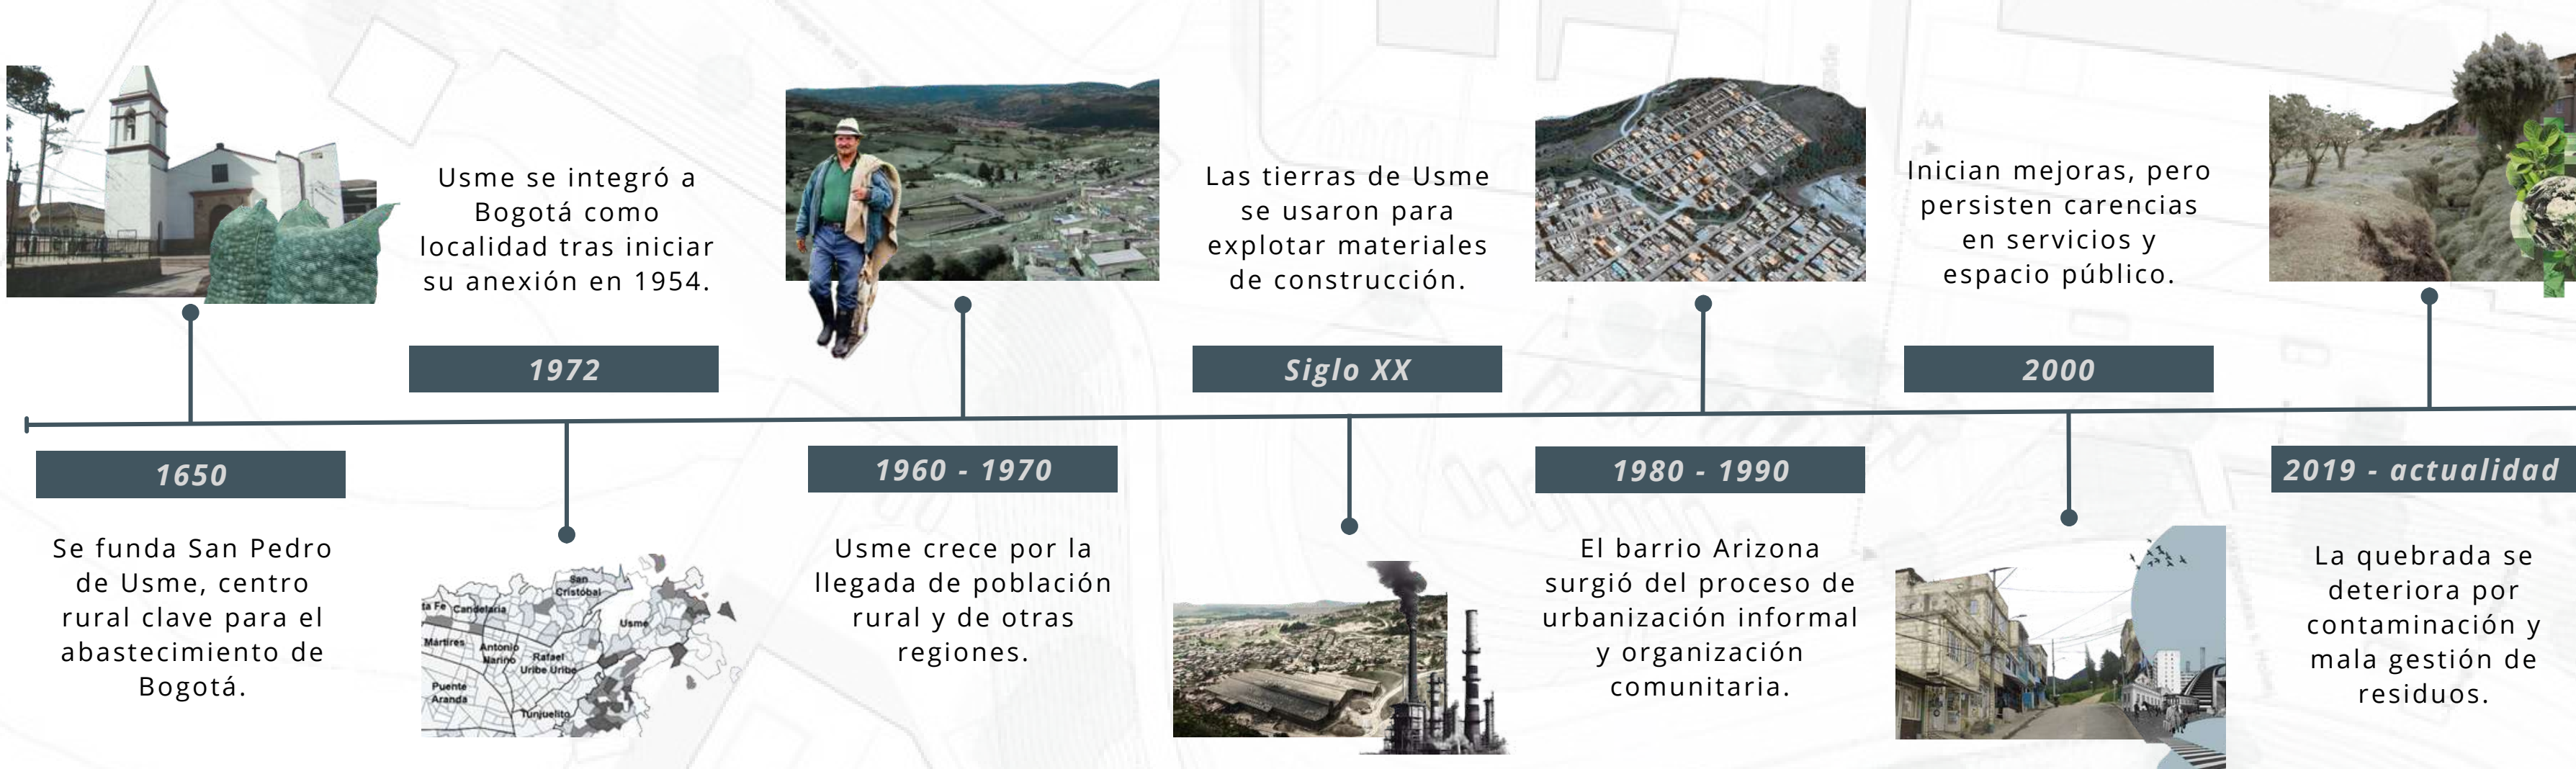 1650
Se funda San Pedro
de Usme, centro
rural clave para el
abastecimiento de
Bogotá.
Usme se integró a
Bogotá como
localidad tras iniciar
su anexión en 1954.
1972
San
Cristóbal
ta Fe
Candelaria
Usme
Mártires
Antonio
Nariño
Rafael
Uribe Uribe
Puente
Aranda
Tunjuelito
1960 - 1970
Usme crece por la
llegada de población
rural y de otras
regiones.
Las tierras de Usme
se usaron para
explotar materiales
de construcción.
Siglo XX
1980 - 1990
El barrio Arizona
surgió del proceso de
urbanización informal
y organización
comunitaria.
Inician mejoras, pero
persisten carencias
en servicios y
espacio público.
2000
2019 - actualidad
La quebrada se
deteriora por
contaminación y
mala gestión de
residuos.